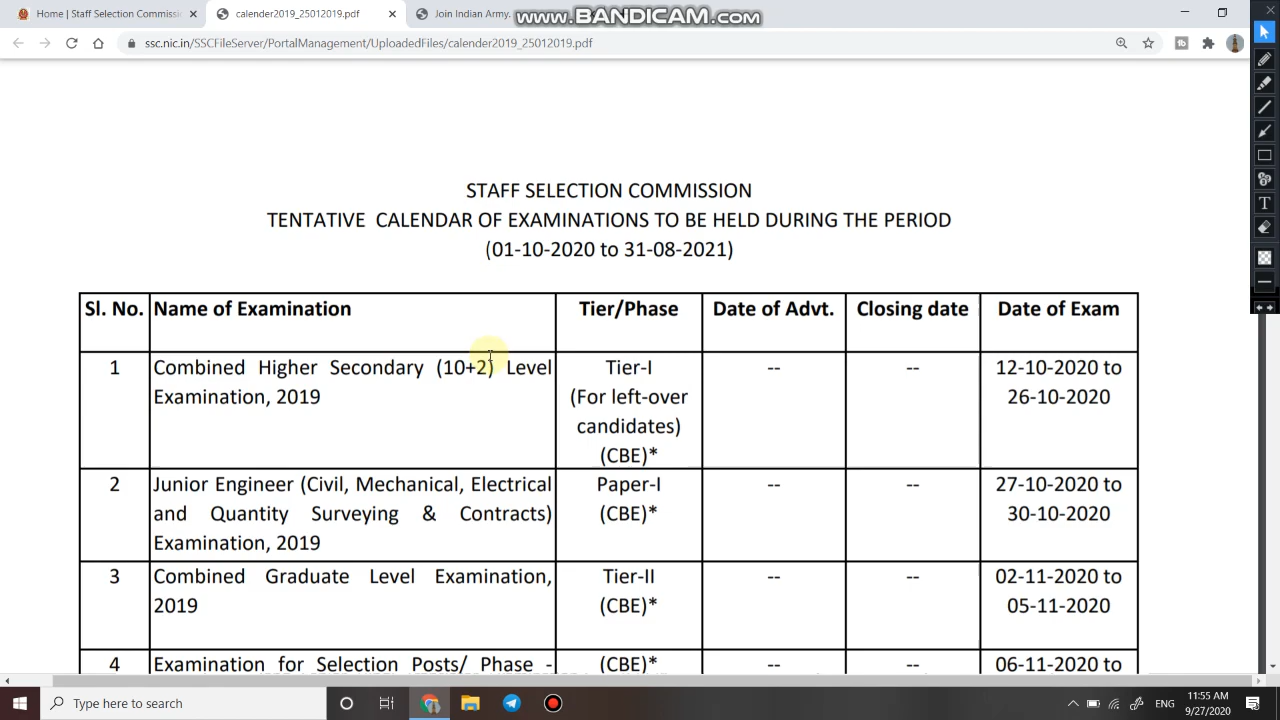 Home | Staff Selection Commissi
calender2019_25012019.pdf
Join Indian Army.
www.BANDICAM.com
ssc.nic.in/SSCFileServer/PortalManagement/UploadedFiles/calender2019_25012019.pdf
STAFF SELECTION COMMISSION
TENTATIVE CALENDAR OF EXAMINATIONS TO BE HELD DURING THE PERIOD
(01-10-2020 to 31-08-2021)
Sl. No. Name of Examination Tier/Phase Date of Advt. Closing date Date of Exam
1 Combined Higher Secondary (10+2) Level Tier-I -- -- 12-10-2020 to
Examination, 2019 (For left-over 26-10-2020
candidates)
(CBE)*
2 Junior Engineer (Civil, Mechanical, Electrical Paper-I -- -- 27-10-2020 to
and Quantity Surveying & Contracts) (CBE)* 30-10-2020
Examination, 2019
3 Combined Graduate Level Examination, Tier-II -- -- 02-11-2020 to
2019 (CBE)* 05-11-2020
4 Examination for Selection Posts/ Phase - (CBE)* -- -- 06-11-2020 to
Type here to search
ENG
11:55 AM
9/27/2020